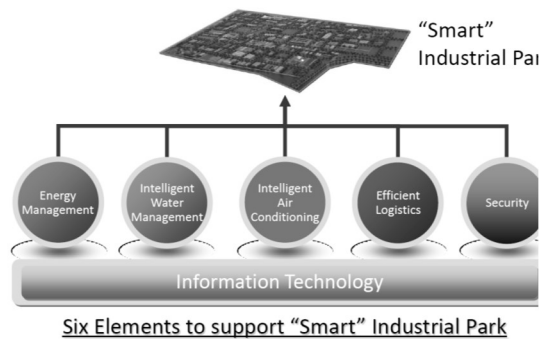 “Smart”
Industrial Par
Energy
Management
Intelligent
Water
Management
Intelligent
Air
Conditioning
Efficient
Logistics
Security
Information Technology
Six Elements to support “Smart” Industrial Park